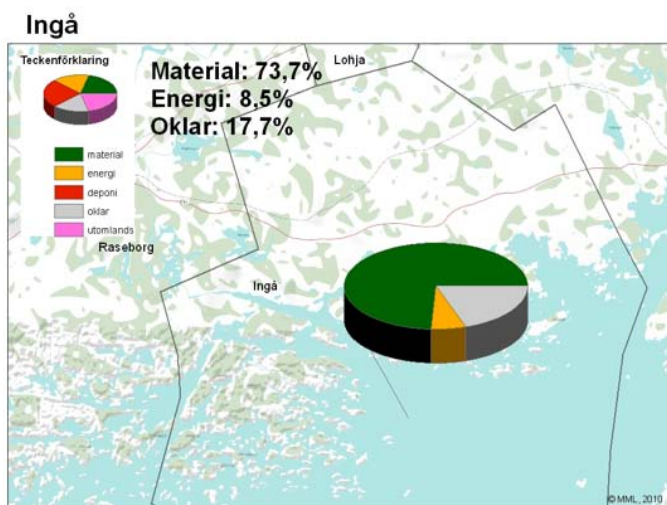 Ingå
Teckenförklaring
material
energi
deponi
oklar
utomlands
Material: 73,7%
Energi: 8,5%
Oklar: 17,7%
Lohja
Raseborg
Ingå
© MML, 2010